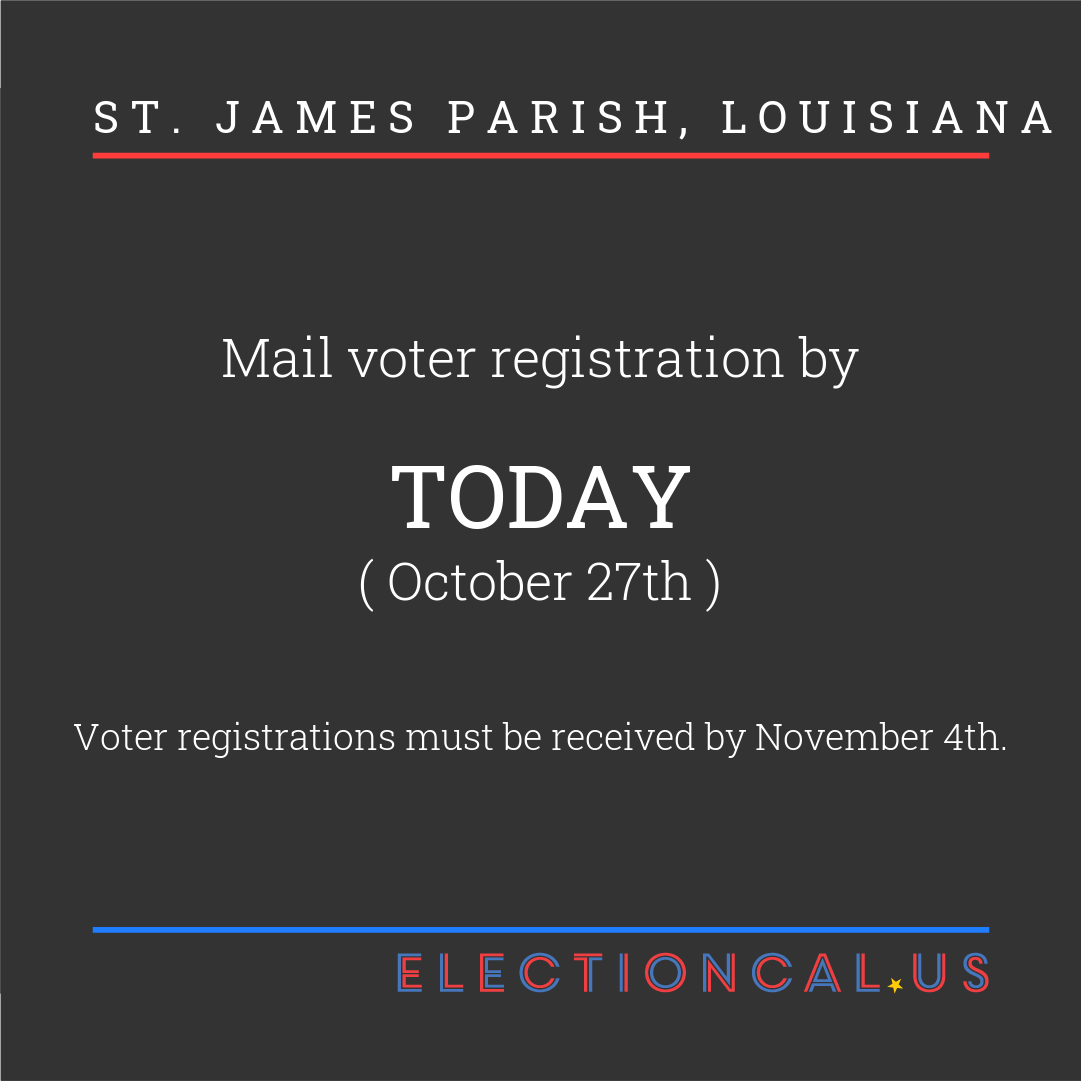 ST. JAMES PARISH, LOUISIANA
Mail voter registration by
TODAY
( October 27th )
Voter registrations must be received by November 4th.
ELECTIONCAL.US